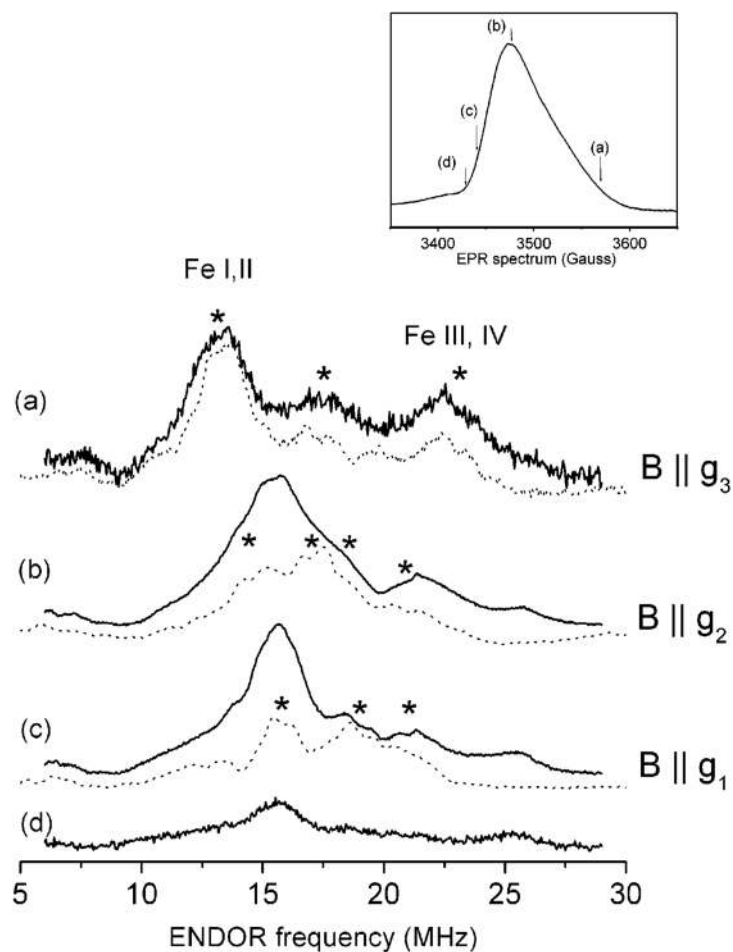 (b)
(c)
(a)
(d)
3400 3500 3600
EPR spectrum (Gauss)
Fe I,II
*
Fe III, IV
* *
(a)
B || g3
(b)
* * * *
B || g2
(c)
* * *
B || g1
(d)
5 10 15 20 25 30
ENDOR frequency (MHz)